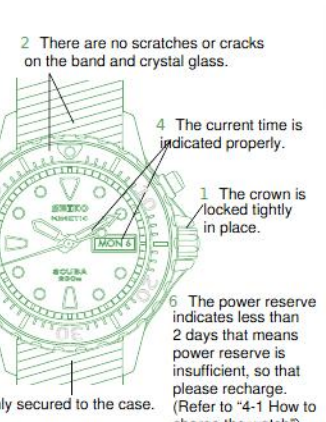 2 There are no scratches or cracks
on the band and crystal glass.
4 The current time is
indicated properly.
1 The crown is
locked tightly
in place.
SEIKO
KINETIC
MON 6
SCUBA
200m
10
20
30
6 The power reserve
indicates less than
2 days that means
power reserve is
insufficient, so that
please recharge.
(Refer to "4-1 How to
secured to the case.